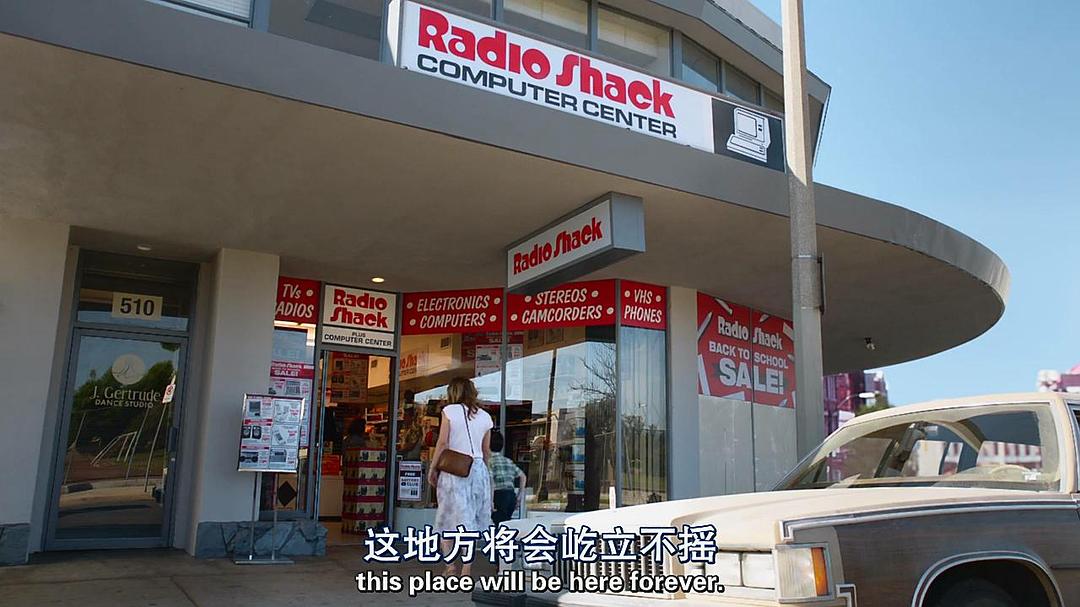 Radio Shack
COMPUTER CENTER
Radio Shack
TVs
RADIOS
Radio Shack
PLUS
COMPUTER CENTER
• ELECTRONICS •
COMPUTERS
• STEREOS •
CAMCORDERS
VHS
PHONES
Radio Shack
BACK TO SCHOOL
SALE!
510
J. Gertrude
DANCE STUDIO
SALE!
FREE
这地方将会屹立不摇
this place will be here forever.